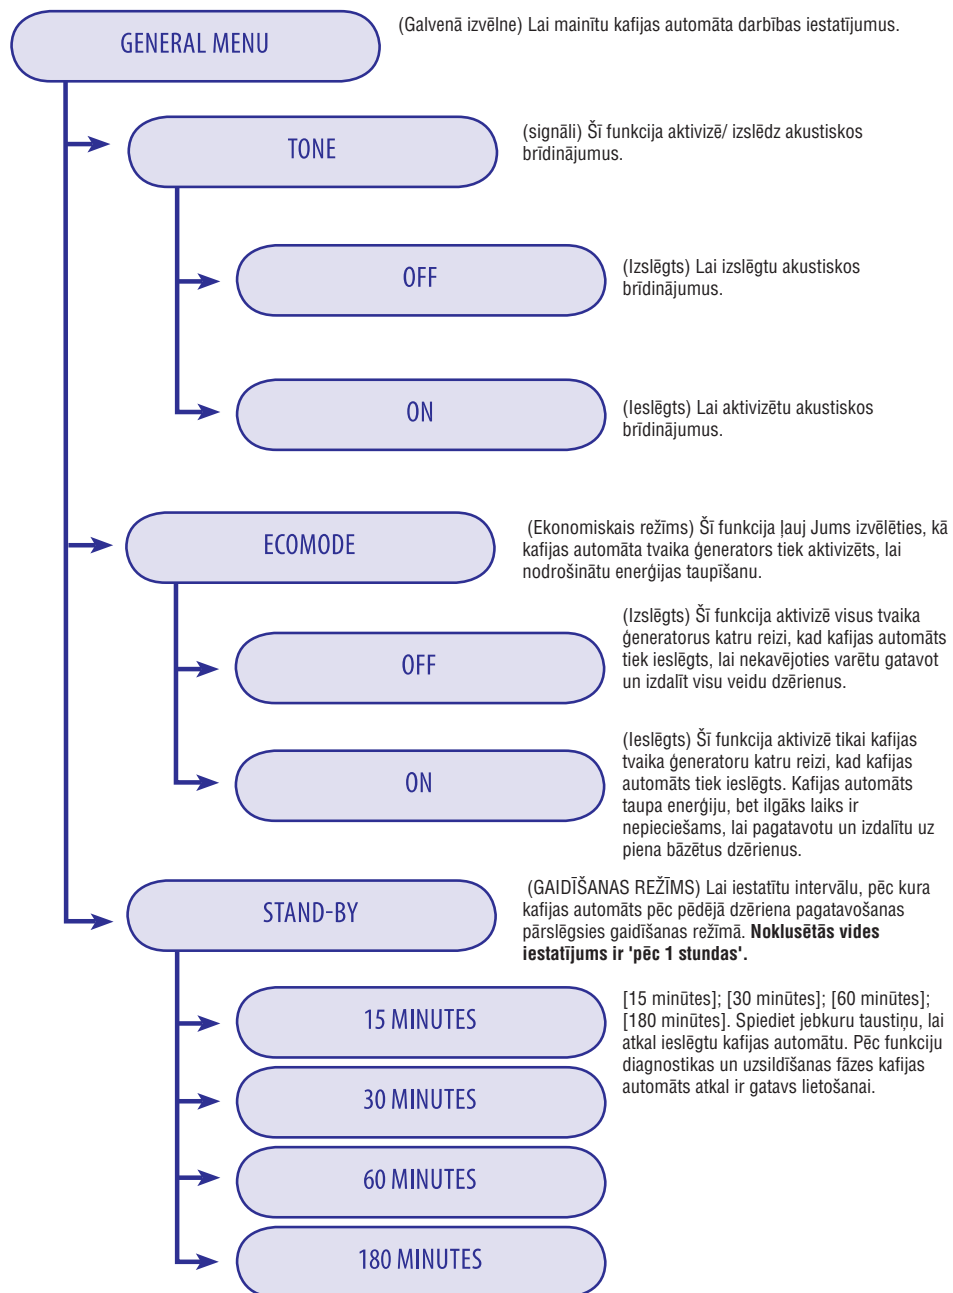 GENERAL MENU
(Galvenā izvēlne) Lai mainītu kafijas automāta darbības iestatījumus.
TONE
(signāli) Šī funkcija aktivizē/ izslēdz akustiskos
brīdinājumus.
OFF
(Izslēgts) Lai izslēgtu akustiskos
brīdinājumus.
ON
(Ieslēgts) Lai aktivizētu akustiskos
brīdinājumus.
ECOMODE
(Ekonomiskais režīms) Šī funkcija ļauj Jums izvēlēties, kā
kafijas automāta tvaika ģenerators tiek aktivizēts, lai
nodrošinātu enerģijas taupīšanu.
OFF
(Izslēgts) Šī funkcija aktivizē visus tvaika
ģeneratorus katru reizi, kad kafijas automāts
tiek ieslēgts, lai nekavējoties varētu gatavot
un izdalīt visu veidu dzērienus.
ON
(Ieslēgts) Šī funkcija aktivizē tikai kafijas
tvaika ģeneratoru katru reizi, kad kafijas
automāts tiek ieslēgts. Kafijas automāts
taupa enerģiju, bet ilgāks laiks ir
nepieciešams, lai pagatavotu un izdalītu uz
piena bāzētus dzērienus.
STAND-BY
(GAIDĪŠANAS REŽĪMS) Lai iestatītu intervālu, pēc kura
kafijas automāts pēc pēdējā dzēriena pagatavošanas
pārslēgsies gaidīšanas režīmā. Noklusētās vides
iestatījums ir 'pēc 1 stundas'.
15 MINUTES
[15 minūtes]; [30 minūtes]; [60 minūtes];
[180 minūtes]. Spiediet jebkuru taustiņu, lai
atkal ieslēgtu kafijas automātu. Pēc funkciju
diagnostikas un uzsildīšanas fāzes kafijas
automāts atkal ir gatavs lietošanai.
30 MINUTES
60 MINUTES
180 MINUTES